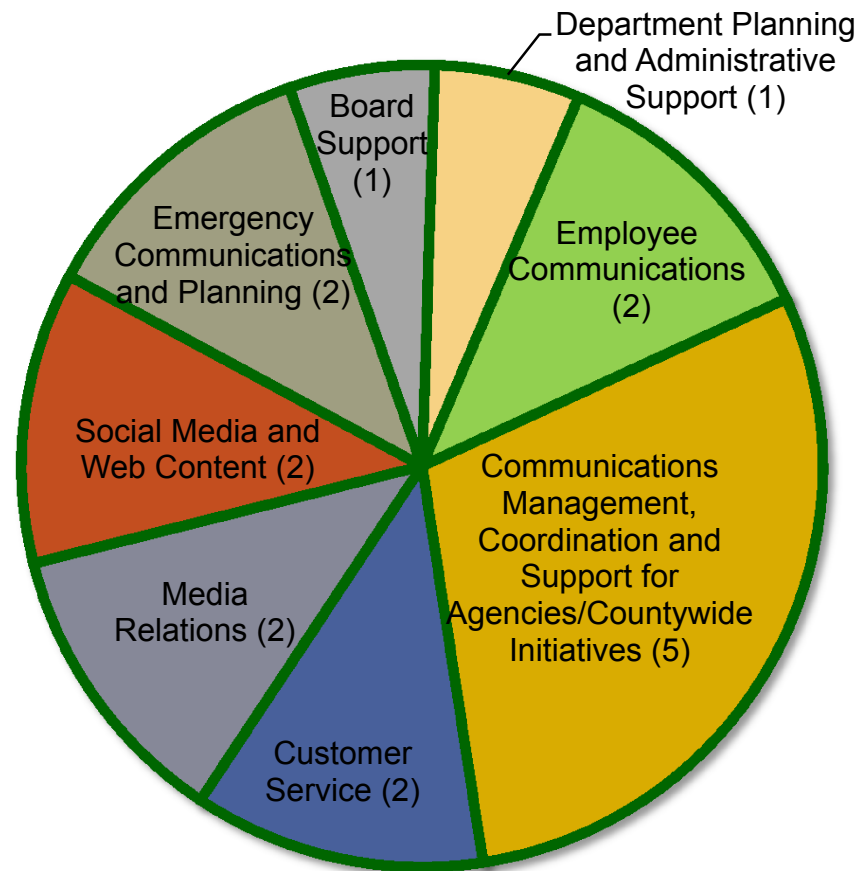 Department Planning
and Administrative
Support (1)
Board
Support
(1)
Employee
Communications
(2)
Emergency
Communications
and Planning (2)
Social Media and
Web Content (2)
Communications
Management,
Coordination and
Support for
Agencies/Countywide
Initiatives (5)
Media
Relations (2)
Customer
Service (2)